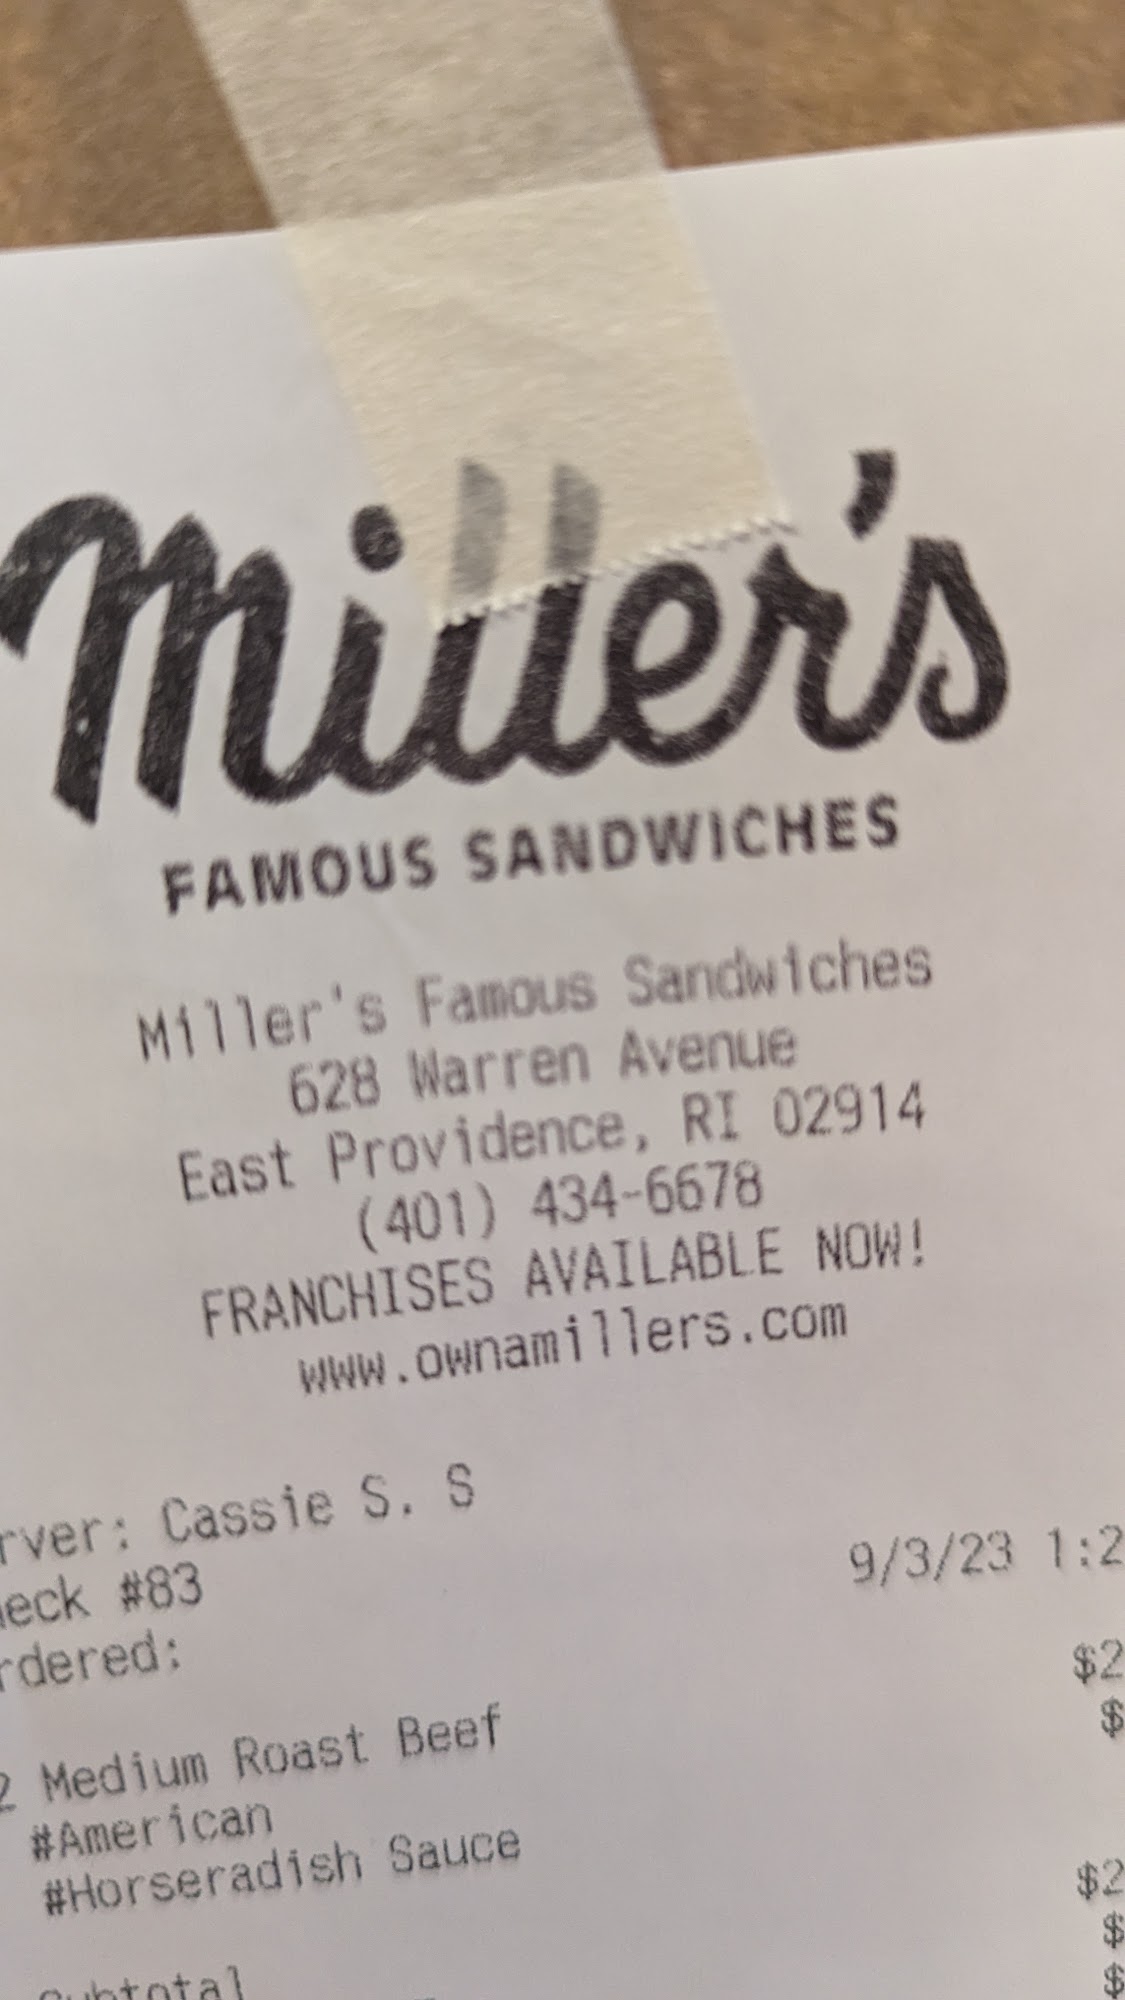 Miller's
FAMOUS SANDWICHES
Miller's Famous Sandwiches
628 Warren Avenue
East Providence, RI 02914
(401) 434-6678
FRANCHISES AVAILABLE NOW!
www.ownamillers.com
rver: Cassie S. S
eck #83
9/3/23 1:2
rdered:
$2
$
2 Medium Roast Beef
#American
#Horseradish Sauce
$2
$
Subtotal
$